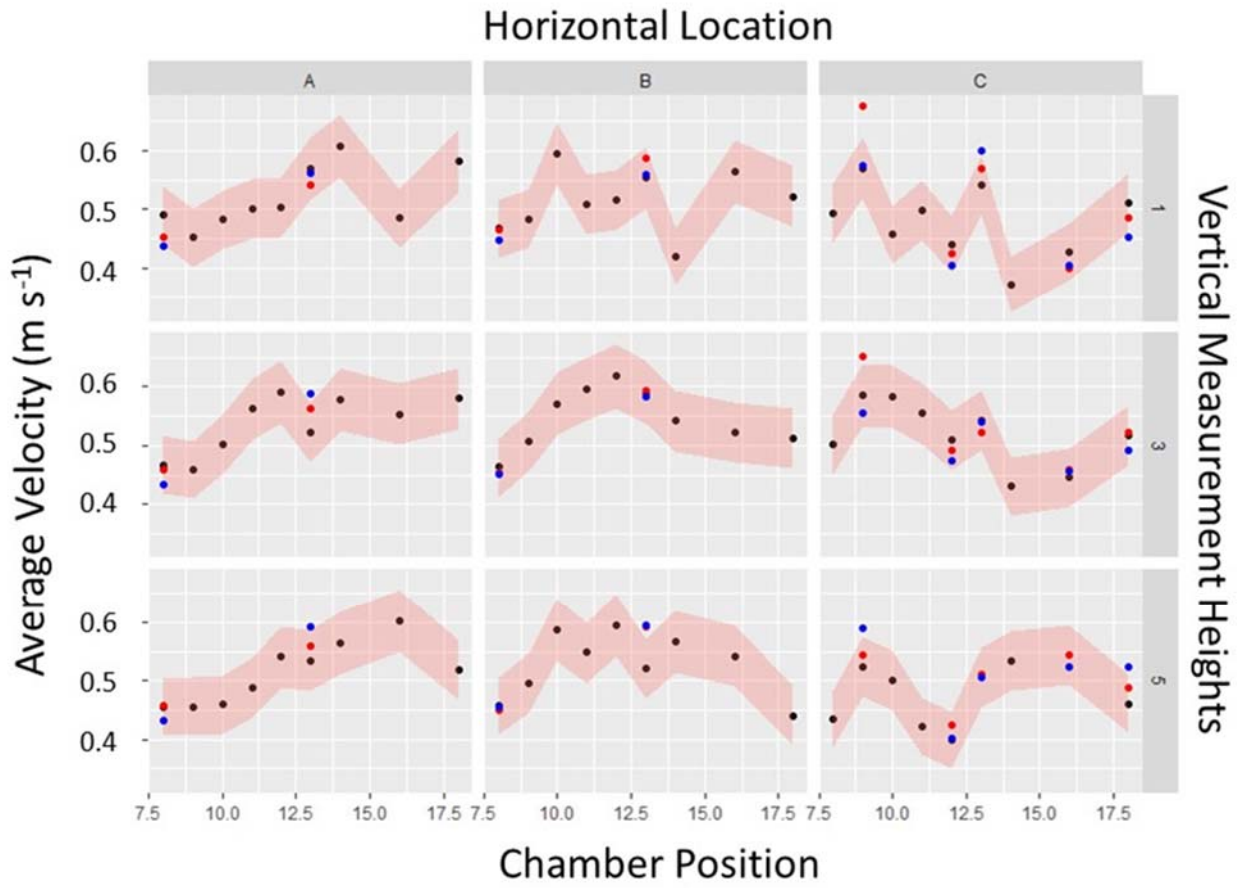 Horizontal Location
A B C
0.6
0.5
0.4
1
0.6
0.5
0.4
3
0.6
0.5
0.4
5
7.5 10.0 12.5 15.0 17.5 7.5 10.0 12.5 15.0 17.5 7.5 10.0 12.5 15.0 17.5
Chamber Position
Average Velocity (m s⁻¹)
Vertical Measurement Heights